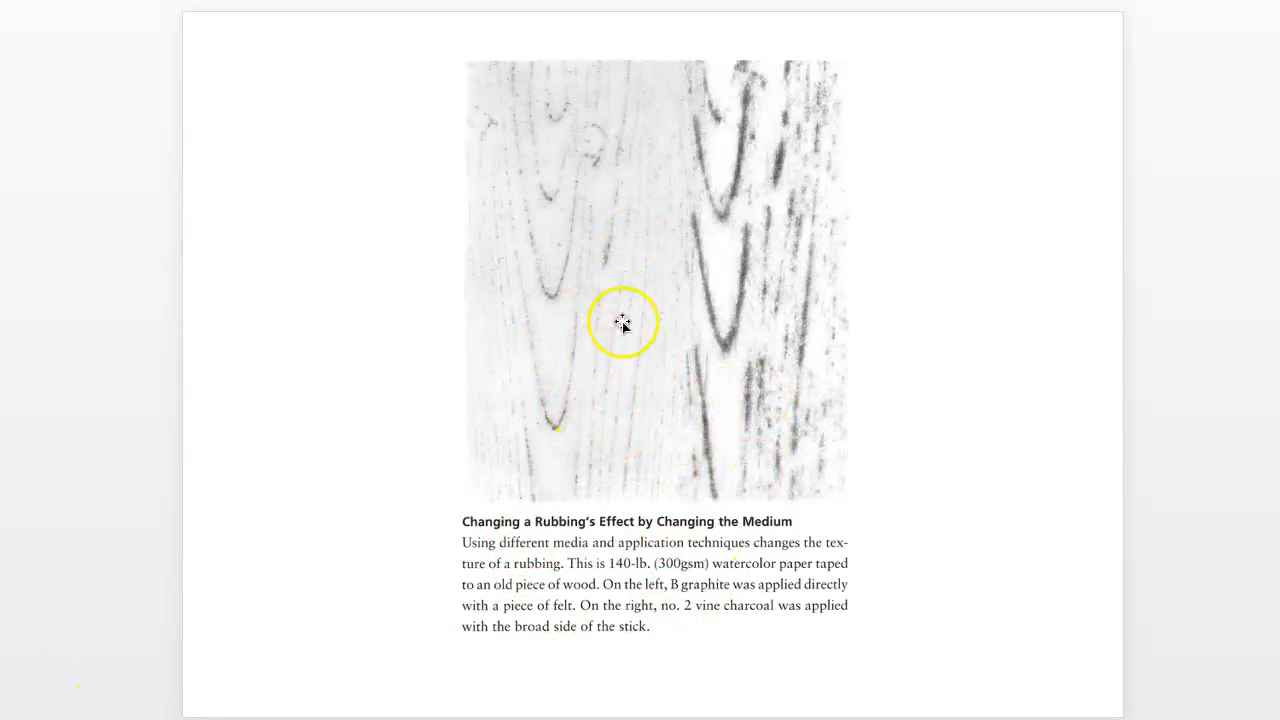 Changing a Rubbing's Effect by Changing the Medium
Using different media and application techniques changes the tex-
ture of a rubbing. This is 140-lb. (300gsm) watercolor paper taped
to an old piece of wood. On the left, B graphite was applied directly
with a piece of felt. On the right, no. 2 vine charcoal was applied
with the broad side of the stick.